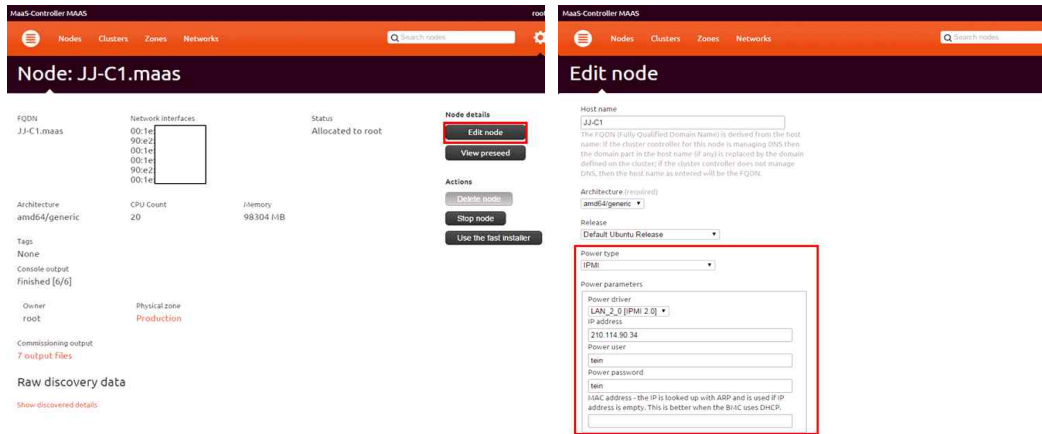 MaaS-Controller MAAS
root
Nodes Clusters Zones Networks
Search nodes
Node: JJ-C1.maas
FQDN
JJ-C1.maas
Network interfaces
00:1e:
90:e2:
00:1e:
00:1e:
90:e2:
00:1e:
Status
Allocated to root
Node details
Edit node
View preseed
Actions
Delete node
Stop node
Use the fast installer
Architecture
amd64/generic
CPU Count
20
Memory
98304 MB
Tags
None
Console output
finished [6/6]
Owner
root
Physical zone
Production
Commissioning output
7 output files
Raw discovery data
Show discovered details
MaaS-Controller MAAS
Nodes Clusters Zones Networks
Search nodes
Edit node
Host name
JJ-C1
The FQDN (Fully Qualified Domain Name) is derived from the host
name: If the cluster controller for this node is managing DNS then
the domain part in the host name (if any) is replaced by the domain
defined on the cluster; if the cluster controller does not manage
DNS, then the host name as entered will be the FQDN.
Architecture (required)
amd64/generic
Release
Default Ubuntu Release
Power type
IPMI
Power parameters
Power driver
LAN_2_0 [IPMI 2.0]
IP address
210.114.90.34
Power user
tein
Power password
tein
MAC address - the IP is looked up with ARP and is used if IP
address is empty. This is better when the BMC uses DHCP.